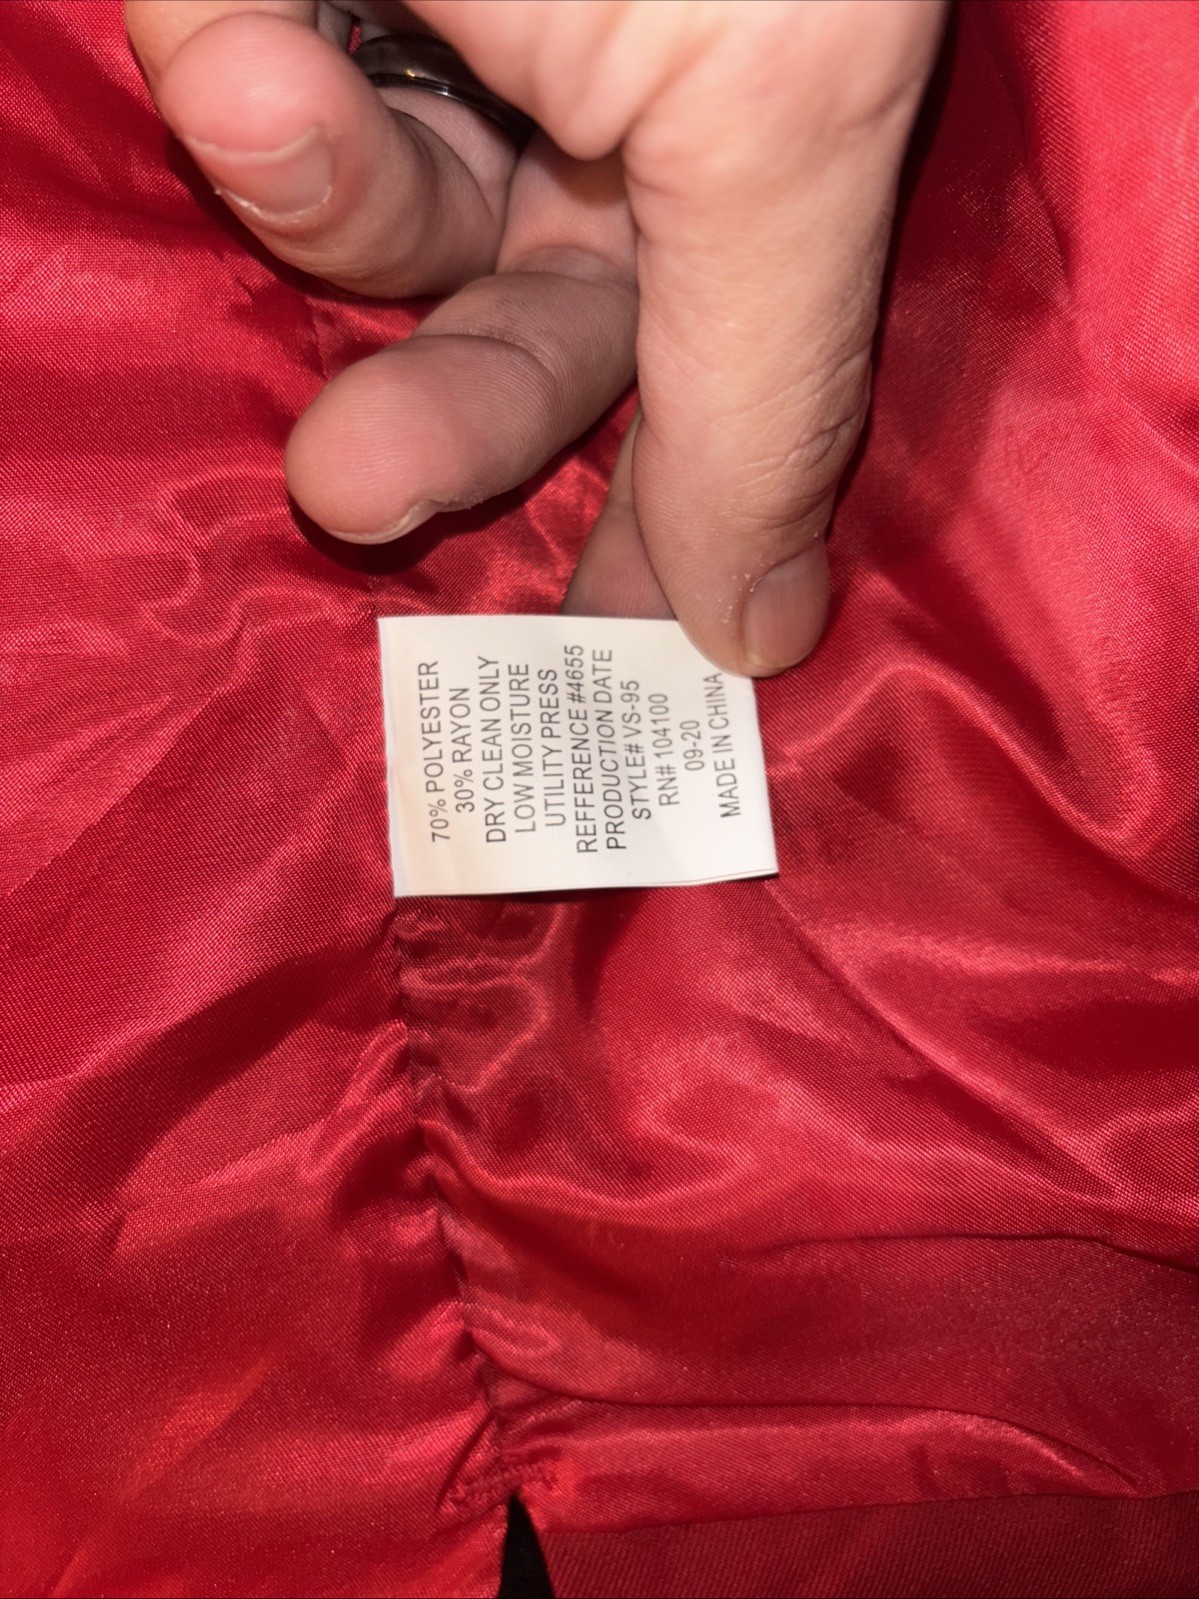 70% POLYESTER
30% RAYON
DRY CLEAN ONLY
LOW MOISTURE
UTILITY PRESS
REFFERENCE #4655
PRODUCTION DATE
STYLE# VS-95
RN# 104100
09-20
MADE IN CHINA